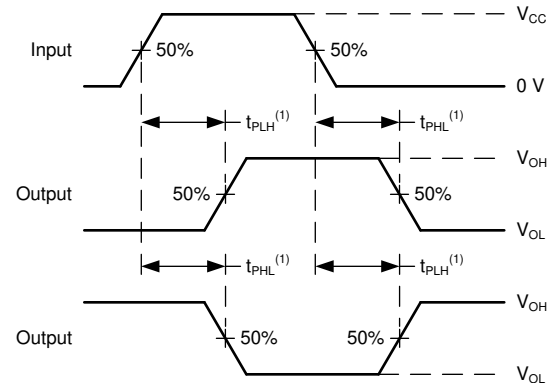 V_CC
Input 50% 50%
0 V
t_PLH^(1) t_PHL^(1)
V_OH
Output 50% 50%
V_OL
t_PHL^(1) t_PLH^(1)
V_OH
Output 50% 50%
V_OL